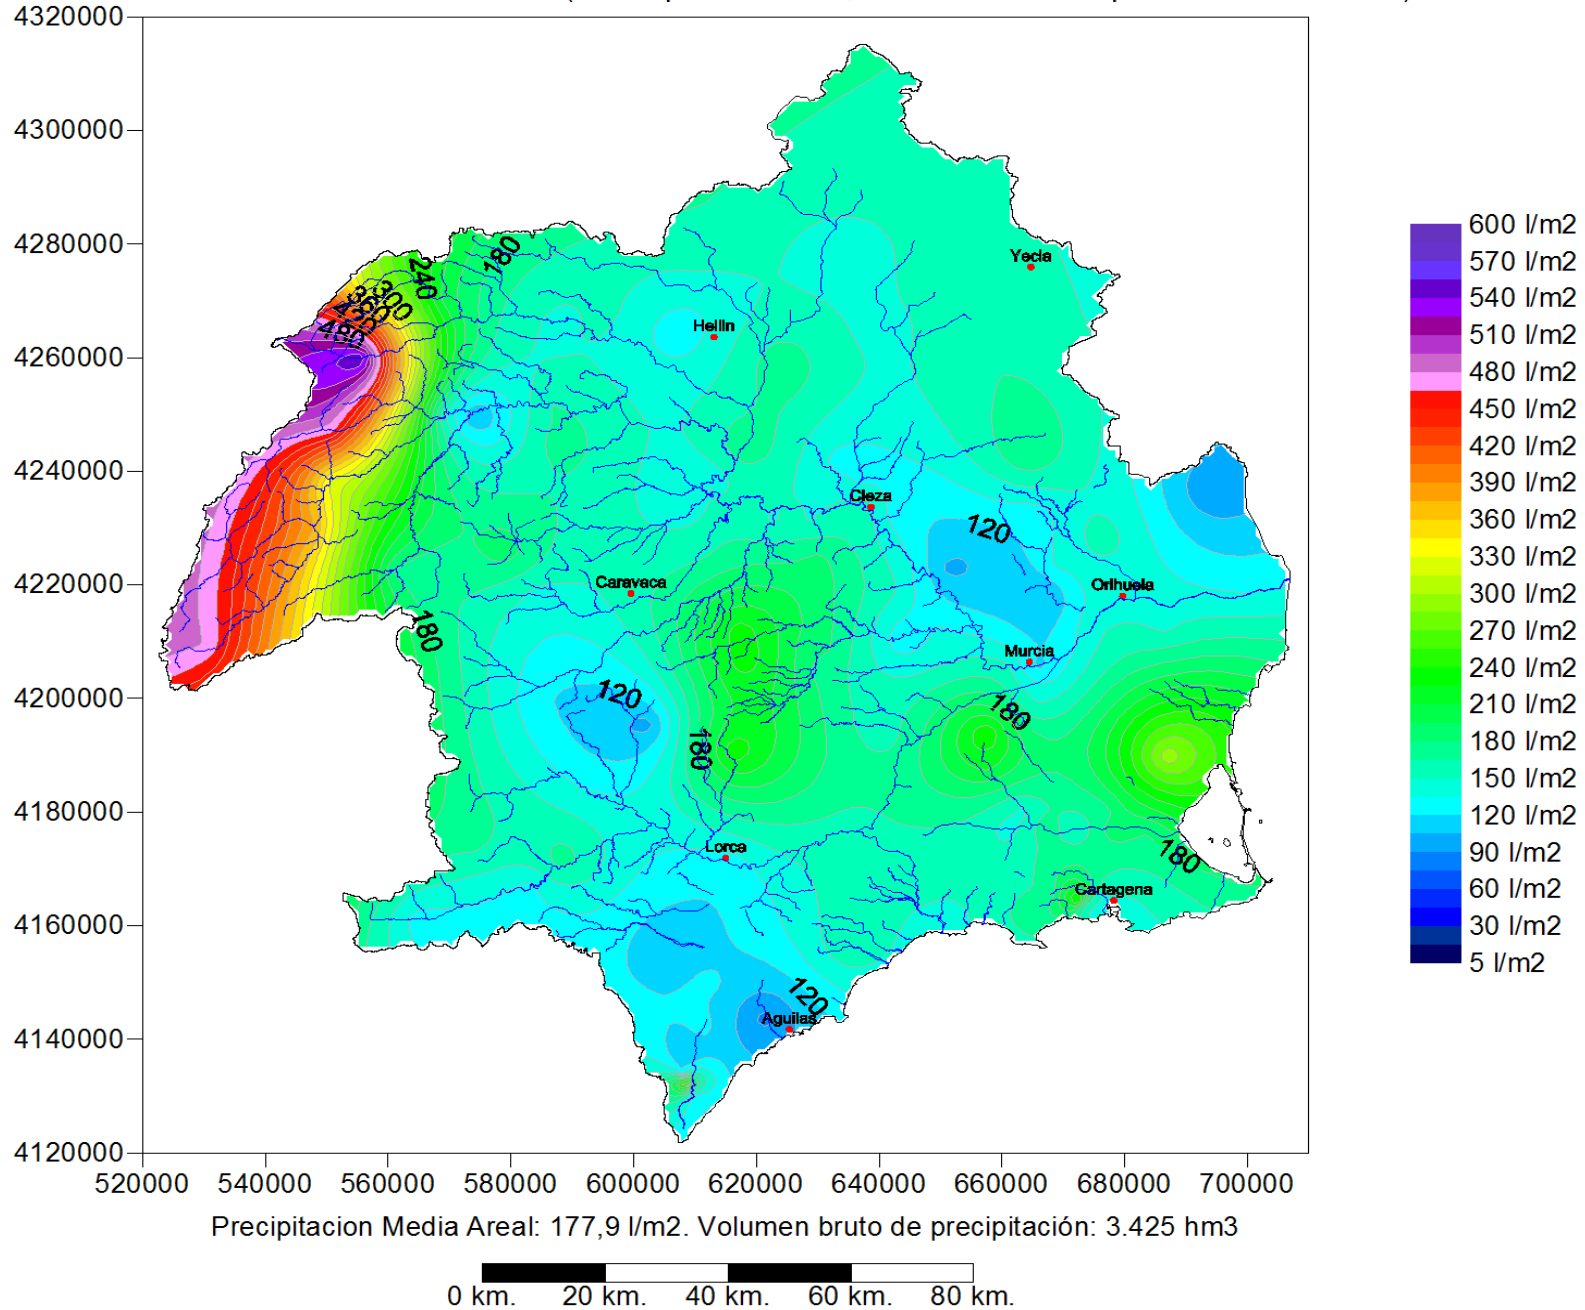 4320000
4300000
4280000
4260000
4240000
4220000
4200000
4180000
4160000
4140000
4120000
520000 540000 560000 580000 600000 620000 640000 660000 680000 700000
240
180
480
Yecla
Hellin
Cieza
120
Caravaca
Orihuela
180
Murcia
120
180
180
Lorca
180
Cartagena
120
Aguilas
600 l/m2
570 l/m2
540 l/m2
510 l/m2
480 l/m2
450 l/m2
420 l/m2
390 l/m2
360 l/m2
330 l/m2
300 l/m2
270 l/m2
240 l/m2
210 l/m2
180 l/m2
150 l/m2
120 l/m2
90 l/m2
60 l/m2
30 l/m2
5 l/m2
Precipitacion Media Areal: 177,9 l/m2. Volumen bruto de precipitación: 3.425 hm3
0 km. 20 km. 40 km. 60 km. 80 km.